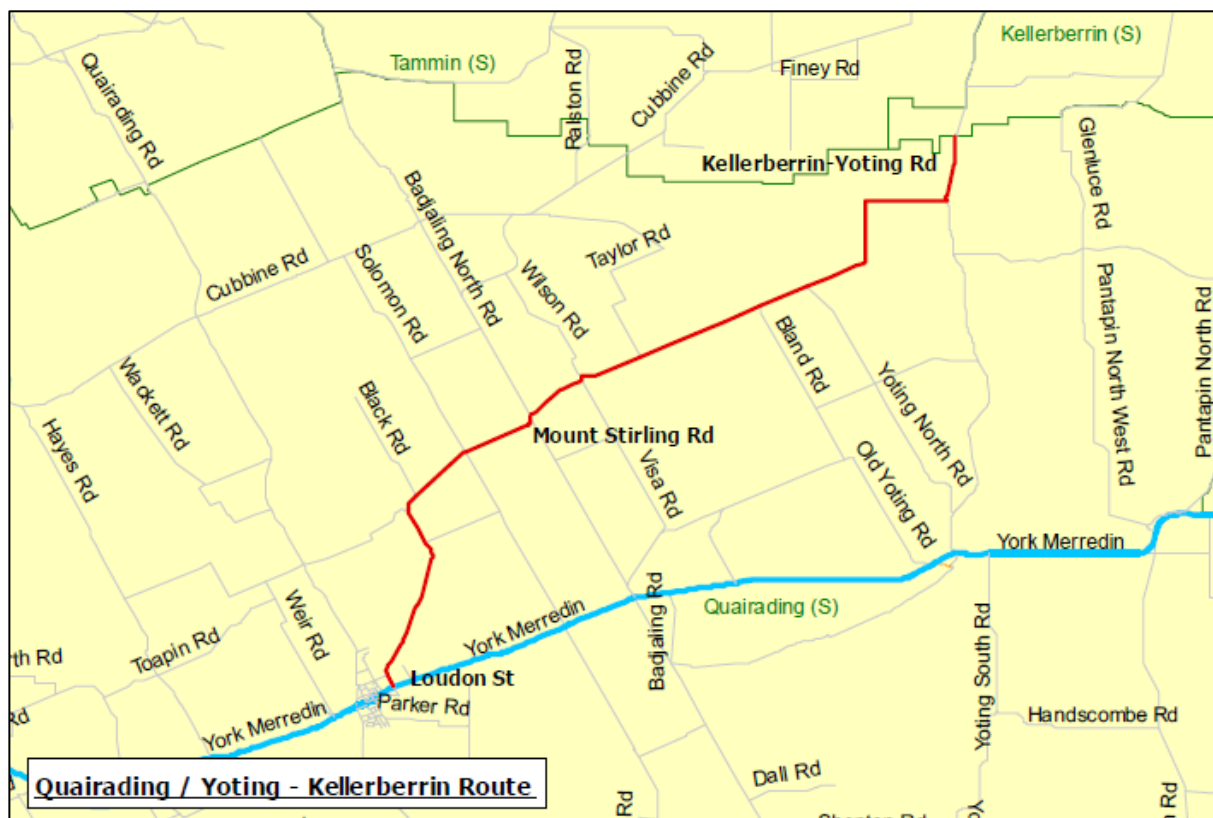 Kellerberrin (S)
Tammin (S)
Finey Rd
Quairading Rd
Ralston Rd
Cubbine Rd
Kellerberrin-Yoting Rd
Glenluce Rd
Badjaling North Rd
Taylor Rd
Solomon Rd
Cubbine Rd
Wilson Rd
Pantapin North West Rd
Pantapin North Rd
Bland Rd
Wackett Rd
Yoting North Rd
Black Rd
Mount Stirling Rd
Hayes Rd
Visa Rd
Old Yoting Rd
York Merredin
Weir Rd
Badjaling Rd
Quairading (S)
York Merredin
Toapin Rd
rth Rd
Yoting South Rd
Loudon St
Parker Rd
Rd
York Merredin
Handscombe Rd
Dall Rd
Quairading / Yoting - Kellerberrin Route
Rd
Yo
Rd